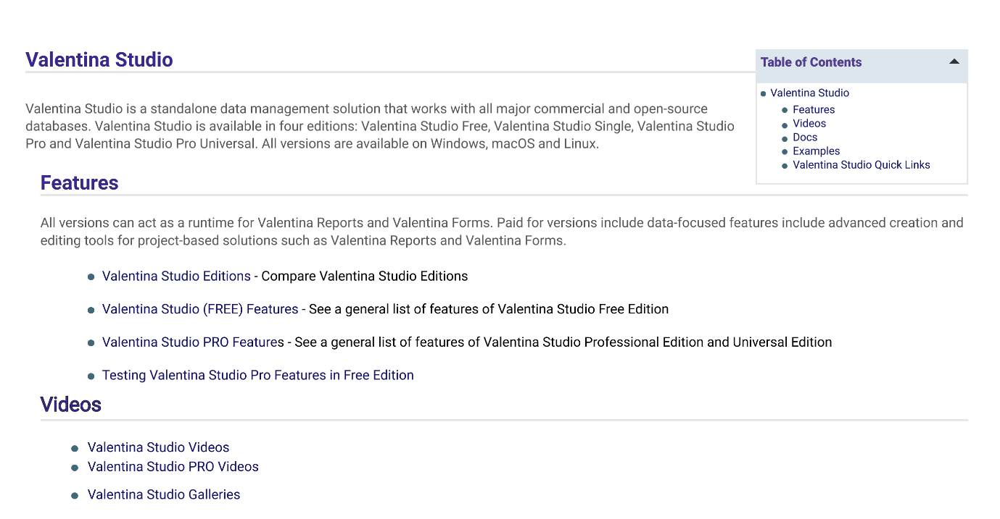 Valentina Studio
Table of Contents
Valentina Studio
Features
Videos
Docs
Examples
Valentina Studio Quick Links
Valentina Studio is a standalone data management solution that works with all major commercial and open-source
databases. Valentina Studio is available in four editions: Valentina Studio Free, Valentina Studio Single, Valentina Studio
Pro and Valentina Studio Pro Universal. All versions are available on Windows, macOS and Linux.
Features
All versions can act as a runtime for Valentina Reports and Valentina Forms. Paid for versions include data-focused features include advanced creation and
editing tools for project-based solutions such as Valentina Reports and Valentina Forms.
Valentina Studio Editions - Compare Valentina Studio Editions
Valentina Studio (FREE) Features - See a general list of features of Valentina Studio Free Edition
Valentina Studio PRO Features - See a general list of features of Valentina Studio Professional Edition and Universal Edition
Testing Valentina Studio Pro Features in Free Edition
Videos
Valentina Studio Videos
Valentina Studio PRO Videos
Valentina Studio Galleries